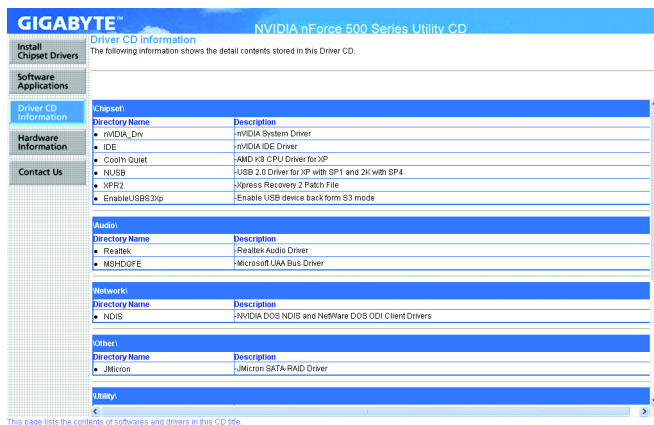 GIGABYTE™
NVIDIA nForce 500 Series Utility CD
Install
Chipset Drivers
Software
Applications
Driver CD
Information
Hardware
Information
Contact Us
Driver CD Information
The following information shows the detail contents stored in this Driver CD.
\Chipset\
Directory Name Description
• nVIDIA_Drv -nVIDIA System Driver
• IDE -nVIDIA IDE Driver
• Cool'n Quiet -AMD K8 CPU Driver for XP
• NUSB -USB 2.0 Driver for XP with SP1 and 2K with SP4
• XPR2 -Xpress Recovery 2 Patch File
• EnableUSBS3Xp -Enable USB device back form S3 mode
\Audio\
Directory Name Description
• Realtek -Realtek Audio Driver
• MSHDQFE -Microsoft UAA Bus Driver
\Network\
Directory Name Description
• NDIS -NVIDIA DOS NDIS and NetWare DOS ODI Client Drivers
\Other\
Directory Name Description
• JMicron -JMicron SATA-RAID Driver
\Utility\
This page lists the contents of softwares and drivers in this CD title.